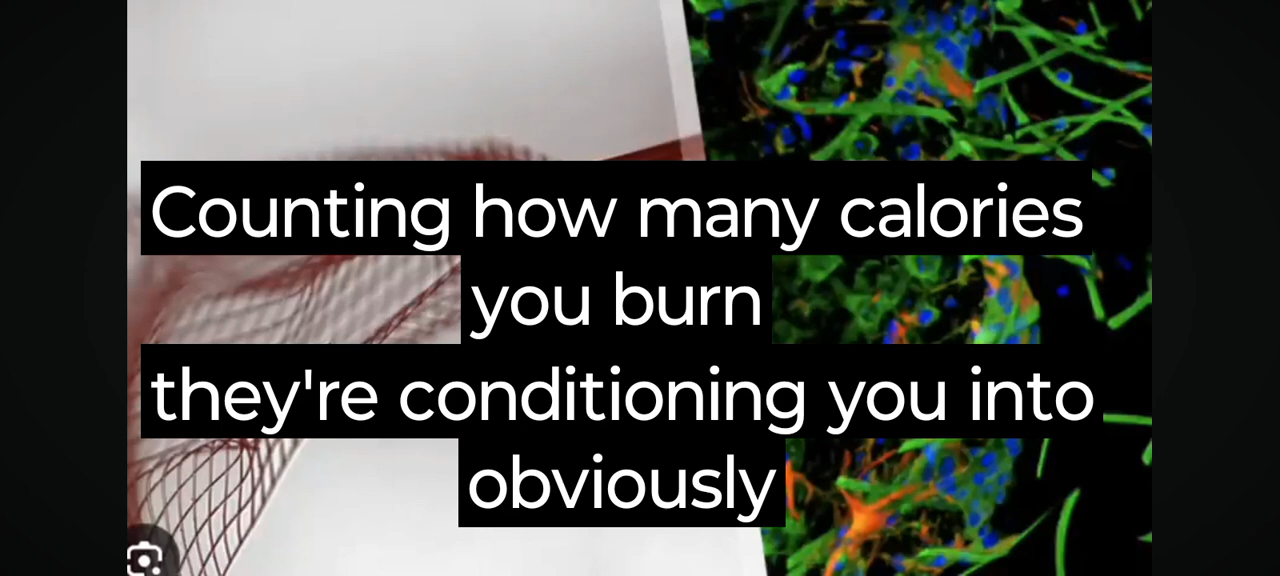 Counting how many calories
you burn
they're conditioning you into
obviously